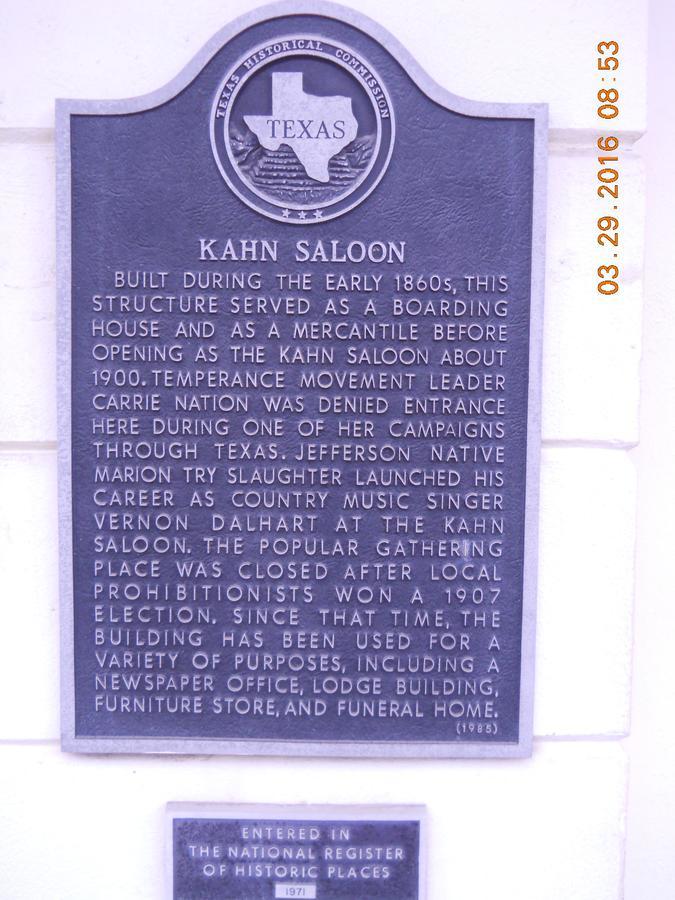 TEXAS HISTORICAL COMMISSION
TEXAS
KAHN SALOON
BUILT DURING THE EARLY 1860s, THIS
STRUCTURE SERVED AS A BOARDING
HOUSE AND AS A MERCANTILE BEFORE
OPENING AS THE KAHN SALOON ABOUT
1900. TEMPERANCE MOVEMENT LEADER
CARRIE NATION WAS DENIED ENTRANCE
HERE DURING ONE OF HER CAMPAIGNS
THROUGH TEXAS. JEFFERSON NATIVE
MARION TRY SLAUGHTER LAUNCHED HIS
CAREER AS COUNTRY MUSIC SINGER
VERNON DALHART AT THE KAHN
SALOON. THE POPULAR GATHERING
PLACE WAS CLOSED AFTER LOCAL
PROHIBITIONISTS WON A 1907
ELECTION. SINCE THAT TIME, THE
BUILDING HAS BEEN USED FOR A
VARIETY OF PURPOSES, INCLUDING A
NEWSPAPER OFFICE, LODGE BUILDING,
FURNITURE STORE, AND FUNERAL HOME.
(1985)
ENTERED IN
THE NATIONAL REGISTER
OF HISTORIC PLACES
1971
03.29.2016 08:53